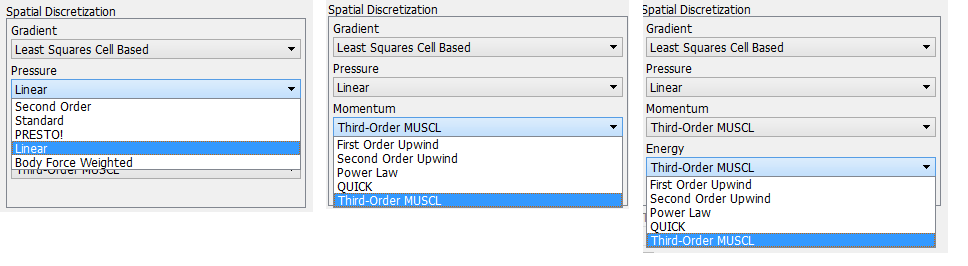 Spatial Discretization
Gradient
Least Squares Cell Based
Pressure
Linear
Second Order
Standard
PRESTO!
Linear
Body Force Weighted
Third-Order MUSCL
Spatial Discretization
Gradient
Least Squares Cell Based
Pressure
Linear
Momentum
Third-Order MUSCL
First Order Upwind
Second Order Upwind
Power Law
QUICK
Third-Order MUSCL
Spatial Discretization
Gradient
Least Squares Cell Based
Pressure
Linear
Momentum
Third-Order MUSCL
Energy
Third-Order MUSCL
First Order Upwind
Second Order Upwind
Power Law
QUICK
Third-Order MUSCL